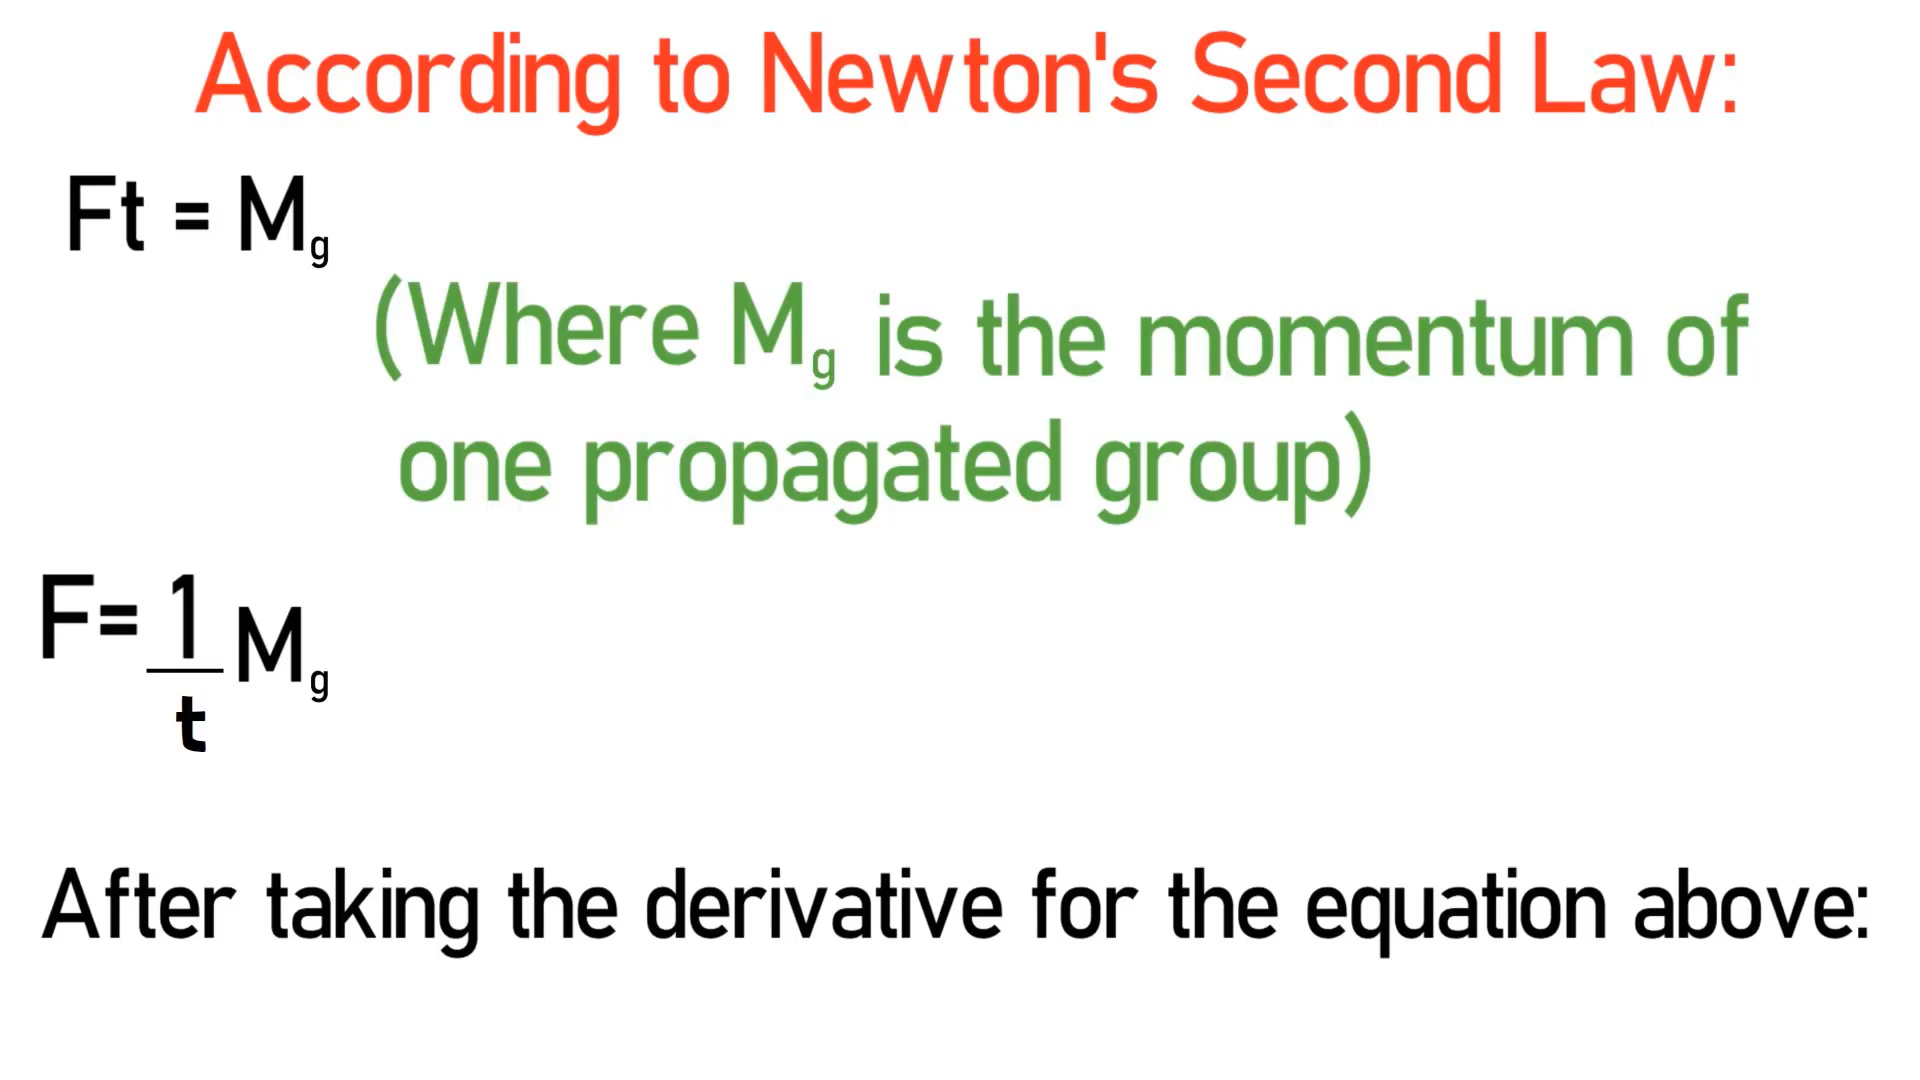 According to Newton's Second Law:
Ft = Mg
(Where Mg is the momentum of
one propagated group)
F= 1/t Mg
After taking the derivative for the equation above: